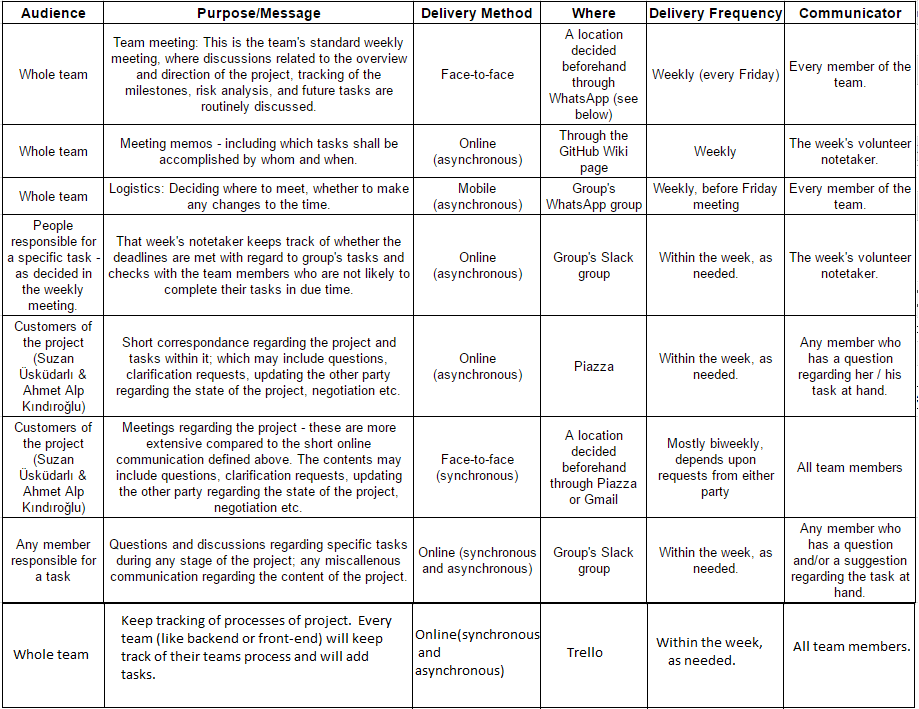 Audience Purpose/Message Delivery Method Where Delivery Frequency Communicator
Whole team
Team meeting: This is the team's standard weekly
meeting, where discussions related to the overview
and direction of the project, tracking of the
milestones, risk analysis, and future tasks are
routinely discussed.
Face-to-face
A location
decided
beforehand
through
WhatsApp (see
below)
Weekly (every Friday)
Every member of the
team.
Whole team
Meeting memos - including which tasks shall be
accomplished by whom and when.
Online
(asynchronous)
Through the
GitHub Wiki
page
Weekly
The week's volunteer
notetaker.
Whole team
Logistics: Deciding where to meet, whether to make
any changes to the time.
Mobile
(asynchronous)
Group's
WhatsApp group
Weekly, before Friday
meeting
Every member of the
team.
People
responsible for
a specific task -
as decided in
the weekly
meeting.
That week's notetaker keeps track of whether the
deadlines are met with regard to group's tasks and
checks with the team members who are not likely to
complete their tasks in due time.
Online
(asynchronous)
Group's Slack
group
Within the week, as
needed.
The week's volunteer
notetaker.
Customers of
the project
(Suzan
Üsküdarlı &
Ahmet Alp
Kındıroğlu)
Short correspondance regarding the project and
tasks within it; which may include questions,
clarification requests, updating the other party
regarding the state of the project, negotiation etc.
Online
(asynchronous)
Piazza
Within the week, as
needed.
Any member who
has a question
regarding her / his
task at hand.
Customers of
the project
(Suzan
Üsküdarlı &
Ahmet Alp
Kındıroğlu)
Meetings regarding the project - these are more
extensive compared to the short online
communication defined above. The contents may
include questions, clarification requests, updating
the other party regarding the state of the project,
negotiation etc.
Face-to-face
(synchronous)
A location
decided
beforehand
through Piazza
or Gmail
Mostly biweekly,
depends upon
requests from either
party
All team members
Any member
responsible for
a task
Questions and discussions regarding specific tasks
during any stage of the project; any miscallenous
communication regarding the content of the project.
Online (synchronous
and asynchronous)
Group's Slack
group
Within the week, as
needed.
Any member who
has a question
and/or a suggestion
regarding the task at
hand.
Whole team
Keep tracking of processes of project. Every
team (like backend or front-end) will keep
track of their teams process and will add
tasks.
Online(synchronous
and
asynchronous)
Trello
Within the week,
as needed.
All team members.